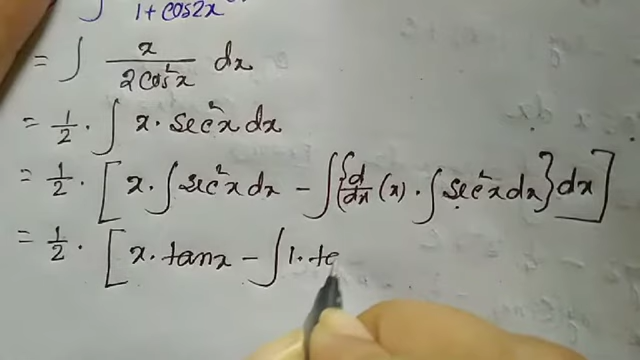 ∫ 1 + cos2x
= ∫ x / 2cos²x dx
= 1/2 · ∫ x · sec²x dx
= 1/2 · [ x · ∫ sec²x dx − ∫ { d/dx (x) · ∫ sec²x dx } dx ]
= 1/2 · [ x · tanx − ∫ 1 · ta